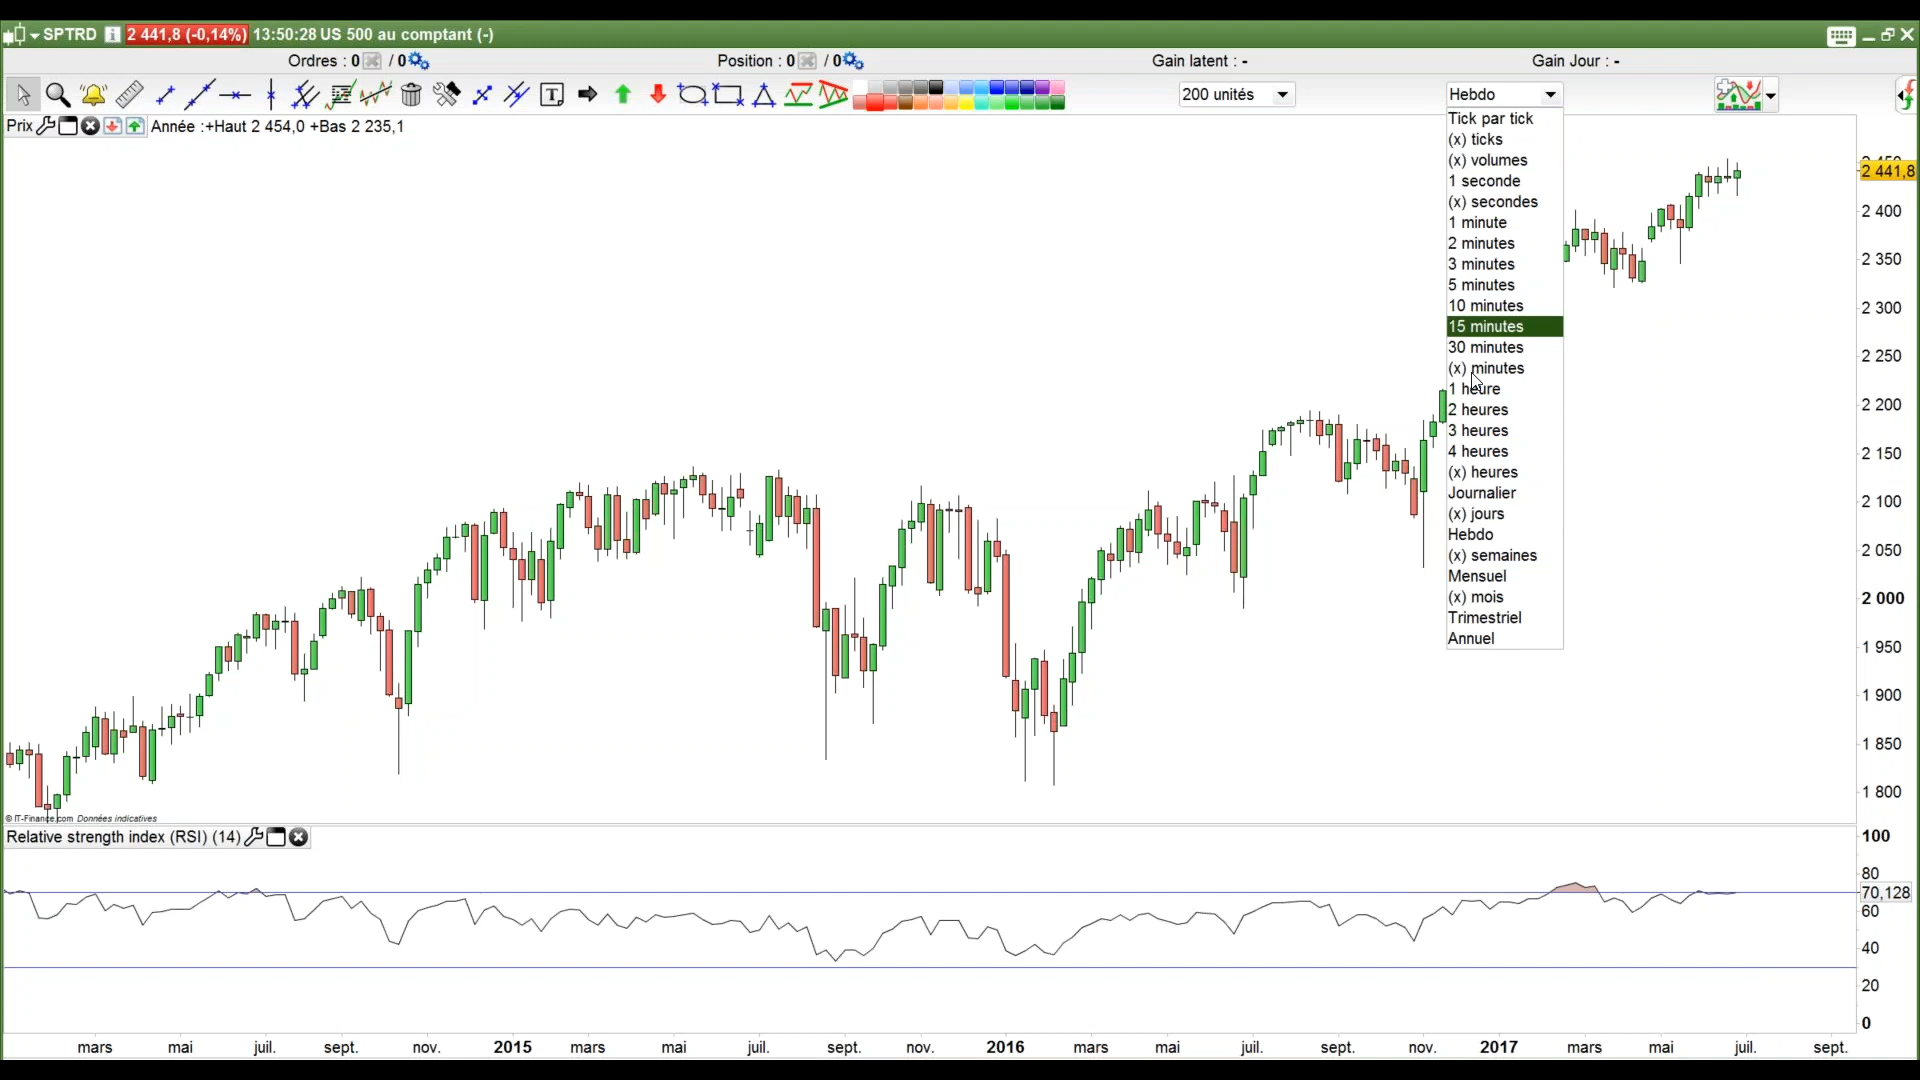 SPTRD i 2 441,8 (-0,14%) 13:50:28 US 500 au comptant (-)
Ordres : 0 / 0 Position : 0 / 0 Gain latent : - Gain Jour : -
T 200 unités Hebdo
Prix Année :+Haut 2 454,0 +Bas 2 235,1
Tick par tick
(x) ticks
(x) volumes
1 seconde
(x) secondes
1 minute
2 minutes
3 minutes
5 minutes
10 minutes
15 minutes
30 minutes
(x) minutes
1 heure
2 heures
3 heures
4 heures
(x) heures
Journalier
(x) jours
Hebdo
(x) semaines
Mensuel
(x) mois
Trimestriel
Annuel
2 450
2 441,8
2 400
2 350
2 300
2 250
2 200
2 150
2 100
2 050
2 000
1 950
1 900
1 850
1 800
© IT-Finance.com Données indicatives
Relative strength index (RSI) (14)
100
80
70,128
60
40
20
0
mars mai juil. sept. nov. 2015 mars mai juil. sept. nov. 2016 mars mai juil. sept. nov. 2017 mars mai juil. sept.